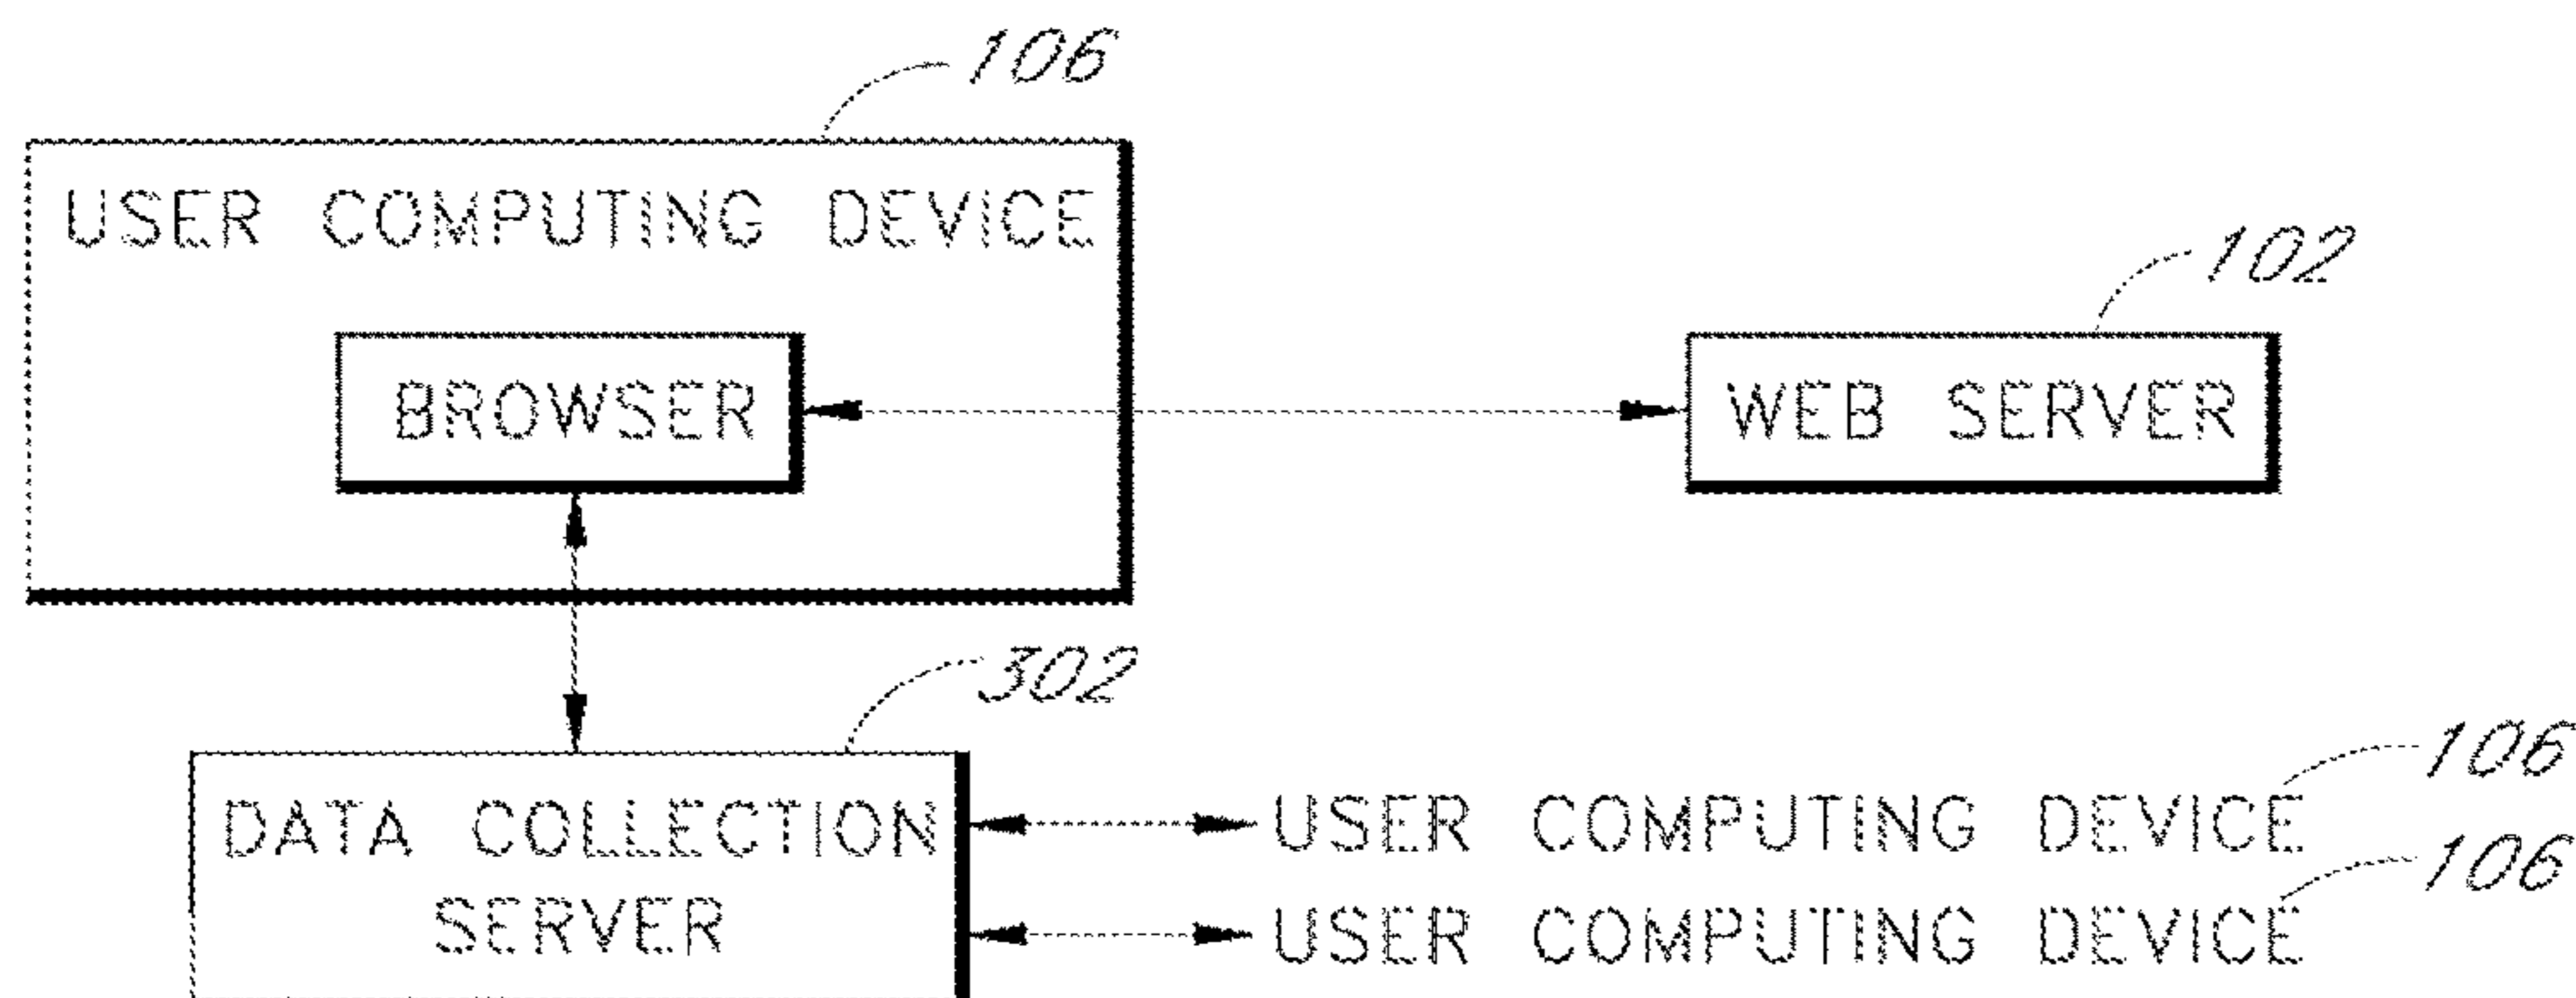 106
USER COMPUTING DEVICE
102
BROWSER
WEB SERVER
302
106
DATA COLLECTION
SERVER
USER COMPUTING DEVICE
106
USER COMPUTING DEVICE